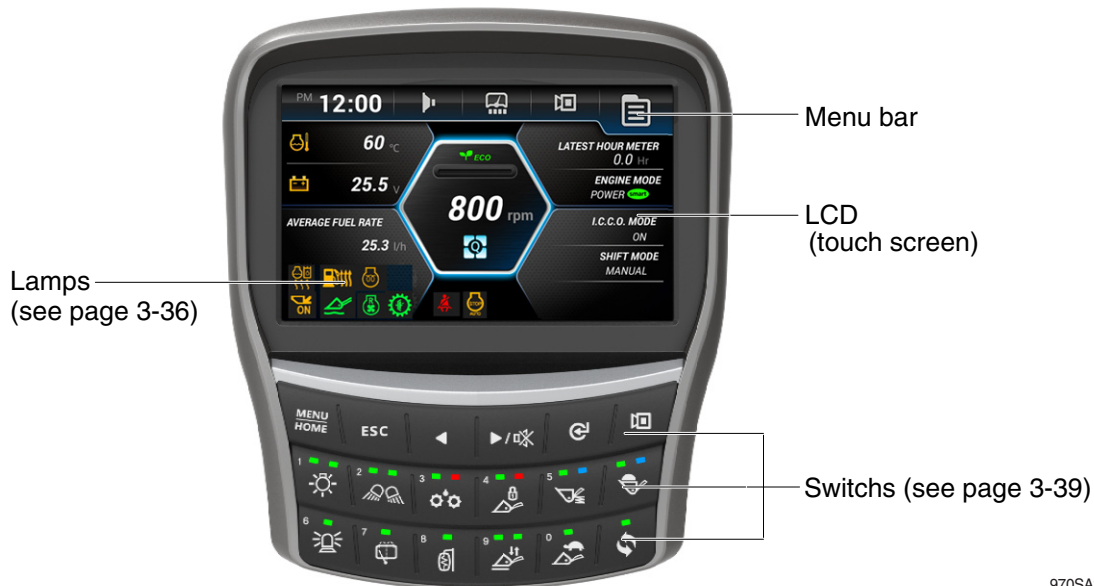 PM 12:00
Menu bar
60 °C
ECO
LATEST HOUR METER
0.0 Hr
25.5 V
800 rpm
ENGINE MODE
POWER smart
AVERAGE FUEL RATE
25.3 l/h
I.C.C.O. MODE
ON
LCD
(touch screen)
SHIFT MODE
MANUAL
Lamps
(see page 3-36)
ON
STOP
AUTO
MENU
HOME
ESC
1
2
3
4
5
Switchs (see page 3-39)
6
7
8
9
0
970SA